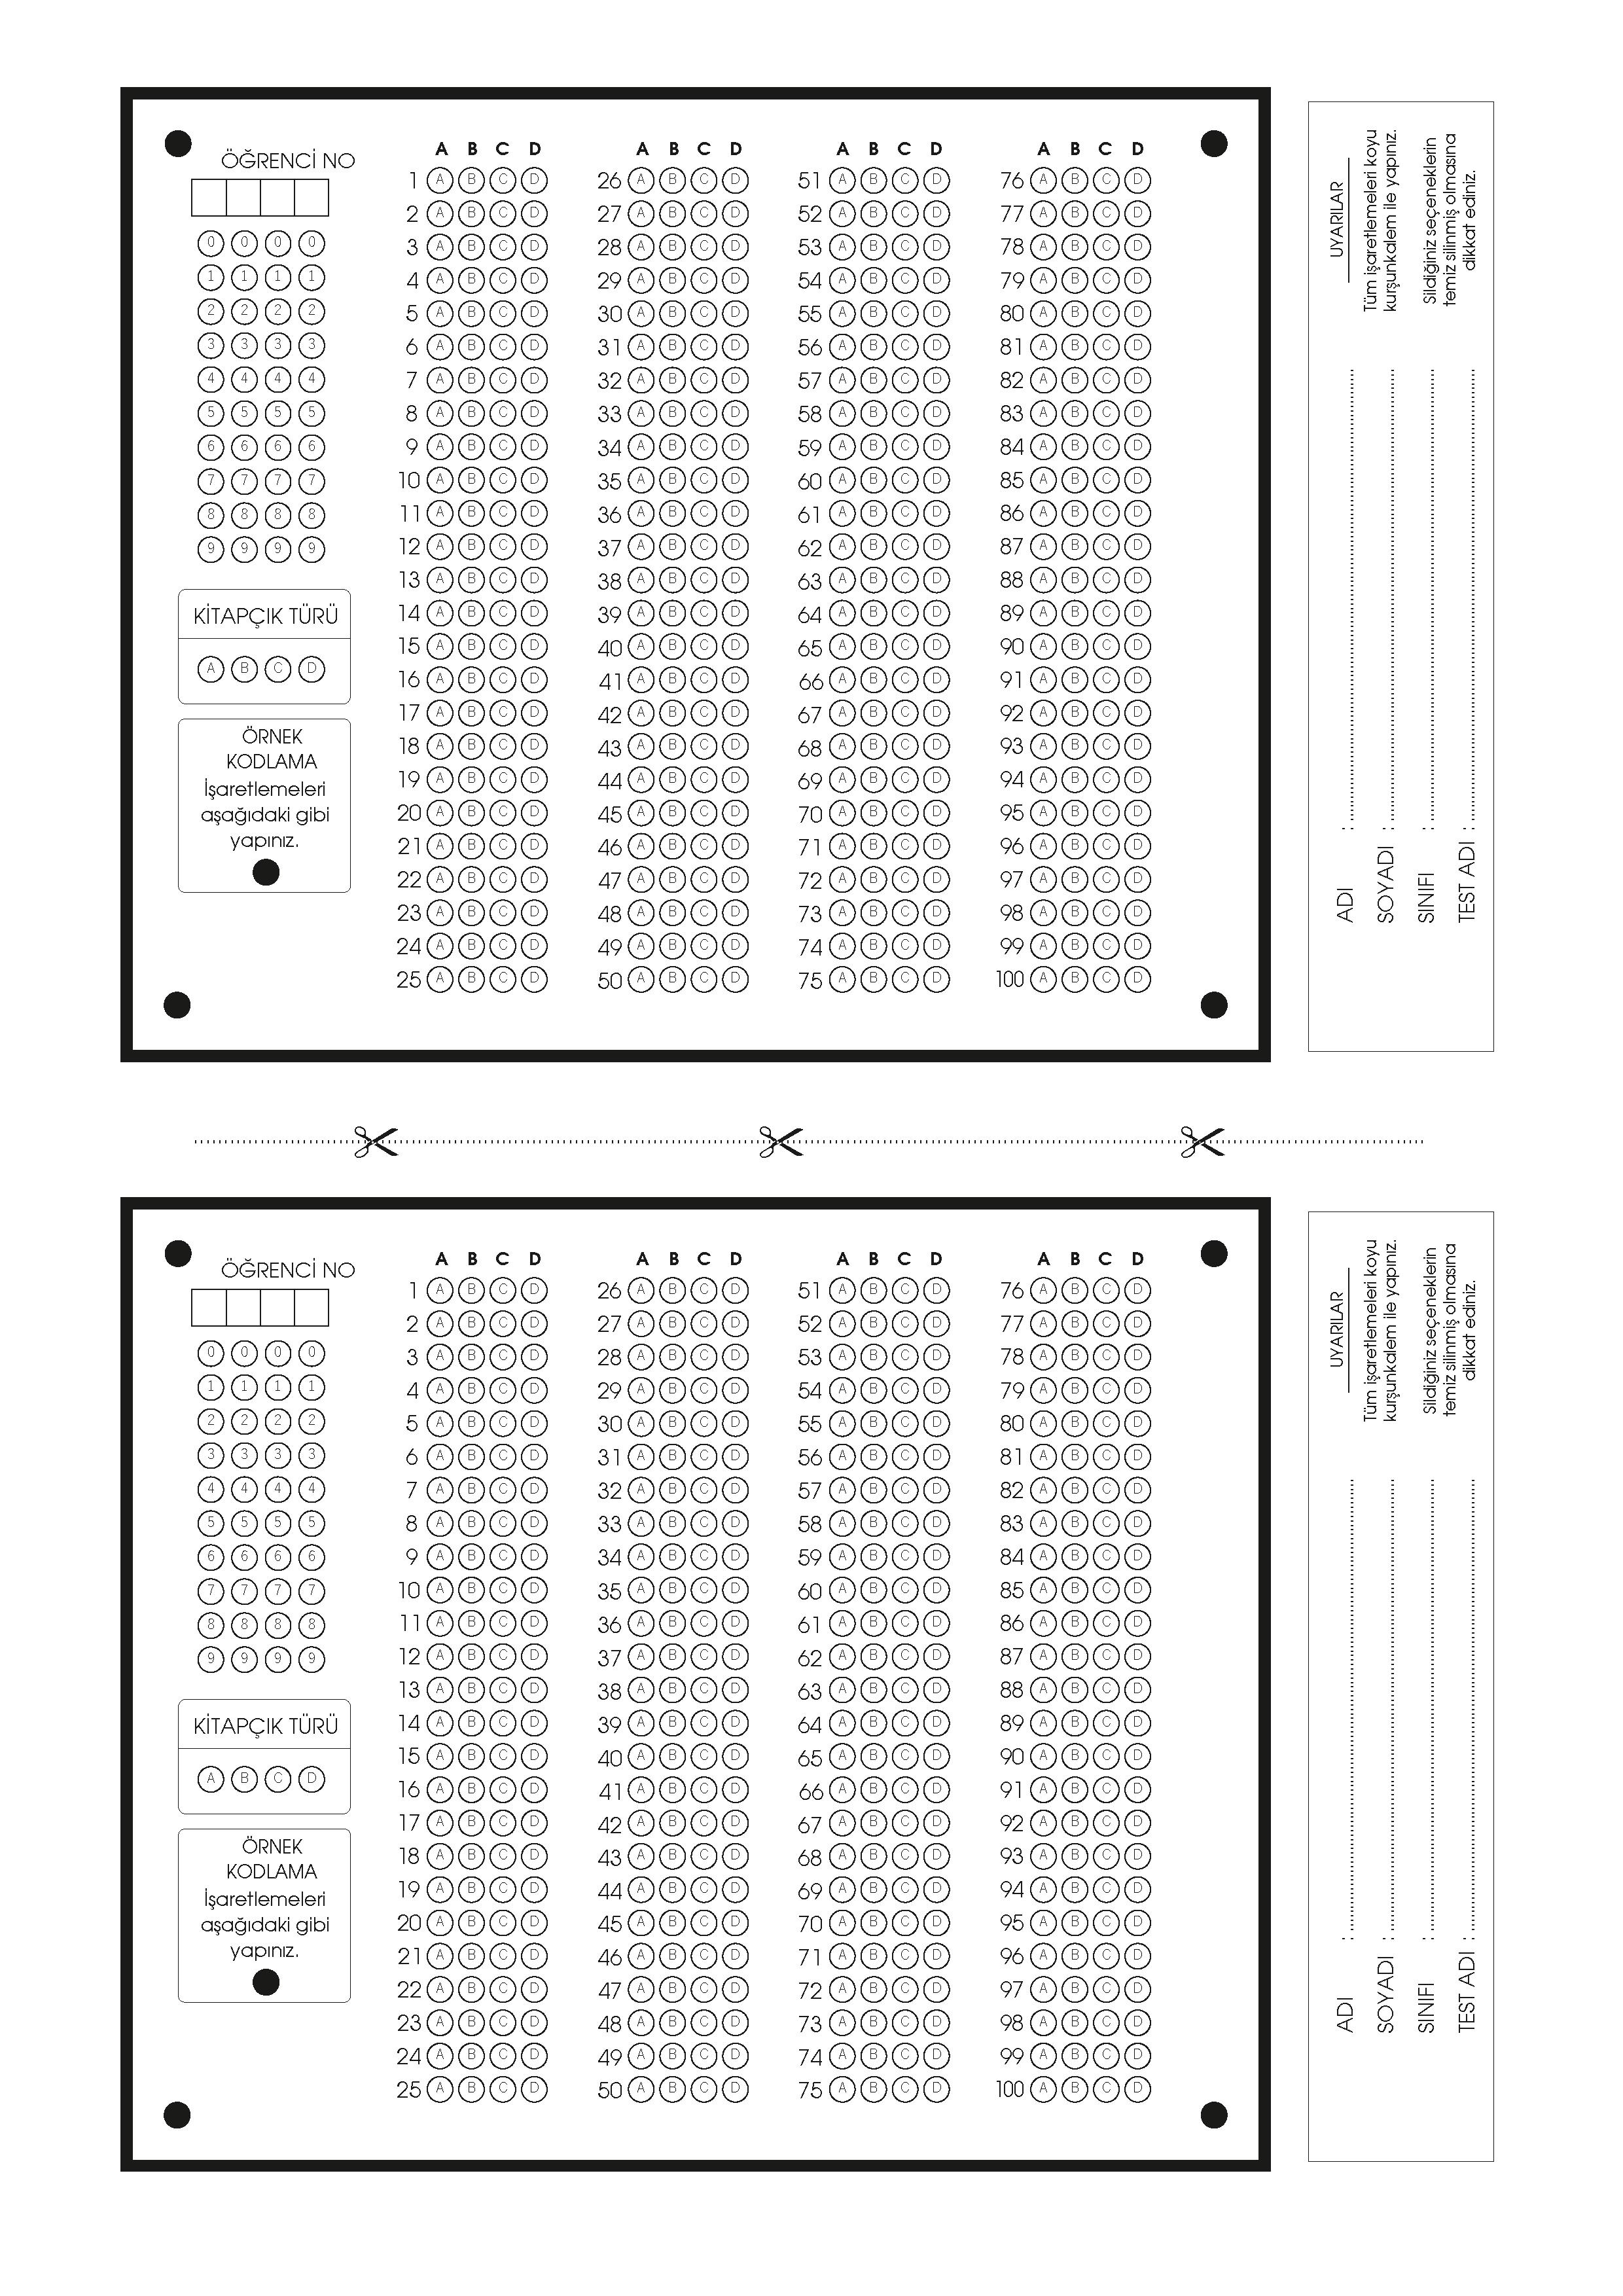 ÖĞRENCİ NO
0 0 0 0
1 1 1 1
2 2 2 2
3 3 3 3
4 4 4 4
5 5 5 5
6 6 6 6
7 7 7 7
8 8 8 8
9 9 9 9
KİTAPÇIK TÜRÜ
A B C D
ÖRNEK
KODLAMA
İşaretlemeleri
aşağıdaki gibi
yapınız.
A B C D A B C D A B C D A B C D
1 A B C D 26 A B C D 51 A B C D 76 A B C D
2 A B C D 27 A B C D 52 A B C D 77 A B C D
3 A B C D 28 A B C D 53 A B C D 78 A B C D
4 A B C D 29 A B C D 54 A B C D 79 A B C D
5 A B C D 30 A B C D 55 A B C D 80 A B C D
6 A B C D 31 A B C D 56 A B C D 81 A B C D
7 A B C D 32 A B C D 57 A B C D 82 A B C D
8 A B C D 33 A B C D 58 A B C D 83 A B C D
9 A B C D 34 A B C D 59 A B C D 84 A B C D
10 A B C D 35 A B C D 60 A B C D 85 A B C D
11 A B C D 36 A B C D 61 A B C D 86 A B C D
12 A B C D 37 A B C D 62 A B C D 87 A B C D
13 A B C D 38 A B C D 63 A B C D 88 A B C D
14 A B C D 39 A B C D 64 A B C D 89 A B C D
15 A B C D 40 A B C D 65 A B C D 90 A B C D
16 A B C D 41 A B C D 66 A B C D 91 A B C D
17 A B C D 42 A B C D 67 A B C D 92 A B C D
18 A B C D 43 A B C D 68 A B C D 93 A B C D
19 A B C D 44 A B C D 69 A B C D 94 A B C D
20 A B C D 45 A B C D 70 A B C D 95 A B C D
21 A B C D 46 A B C D 71 A B C D 96 A B C D
22 A B C D 47 A B C D 72 A B C D 97 A B C D
23 A B C D 48 A B C D 73 A B C D 98 A B C D
24 A B C D 49 A B C D 74 A B C D 99 A B C D
25 A B C D 50 A B C D 75 A B C D 100 A B C D
ADI :
SOYADI :
SINIFI :
TEST ADI :
UYARILAR
Tüm işaretlemeleri koyu
kurşunkalem ile yapınız.
Sildiğiniz seçeneklerin
temiz silinmiş olmasına
dikkat ediniz.
ÖĞRENCİ NO
0 0 0 0
1 1 1 1
2 2 2 2
3 3 3 3
4 4 4 4
5 5 5 5
6 6 6 6
7 7 7 7
8 8 8 8
9 9 9 9
KİTAPÇIK TÜRÜ
A B C D
ÖRNEK
KODLAMA
İşaretlemeleri
aşağıdaki gibi
yapınız.
A B C D A B C D A B C D A B C D
1 A B C D 26 A B C D 51 A B C D 76 A B C D
2 A B C D 27 A B C D 52 A B C D 77 A B C D
3 A B C D 28 A B C D 53 A B C D 78 A B C D
4 A B C D 29 A B C D 54 A B C D 79 A B C D
5 A B C D 30 A B C D 55 A B C D 80 A B C D
6 A B C D 31 A B C D 56 A B C D 81 A B C D
7 A B C D 32 A B C D 57 A B C D 82 A B C D
8 A B C D 33 A B C D 58 A B C D 83 A B C D
9 A B C D 34 A B C D 59 A B C D 84 A B C D
10 A B C D 35 A B C D 60 A B C D 85 A B C D
11 A B C D 36 A B C D 61 A B C D 86 A B C D
12 A B C D 37 A B C D 62 A B C D 87 A B C D
13 A B C D 38 A B C D 63 A B C D 88 A B C D
14 A B C D 39 A B C D 64 A B C D 89 A B C D
15 A B C D 40 A B C D 65 A B C D 90 A B C D
16 A B C D 41 A B C D 66 A B C D 91 A B C D
17 A B C D 42 A B C D 67 A B C D 92 A B C D
18 A B C D 43 A B C D 68 A B C D 93 A B C D
19 A B C D 44 A B C D 69 A B C D 94 A B C D
20 A B C D 45 A B C D 70 A B C D 95 A B C D
21 A B C D 46 A B C D 71 A B C D 96 A B C D
22 A B C D 47 A B C D 72 A B C D 97 A B C D
23 A B C D 48 A B C D 73 A B C D 98 A B C D
24 A B C D 49 A B C D 74 A B C D 99 A B C D
25 A B C D 50 A B C D 75 A B C D 100 A B C D
ADI :
SOYADI :
SINIFI :
TEST ADI :
UYARILAR
Tüm işaretlemeleri koyu
kurşunkalem ile yapınız.
Sildiğiniz seçeneklerin
temiz silinmiş olmasına
dikkat ediniz.